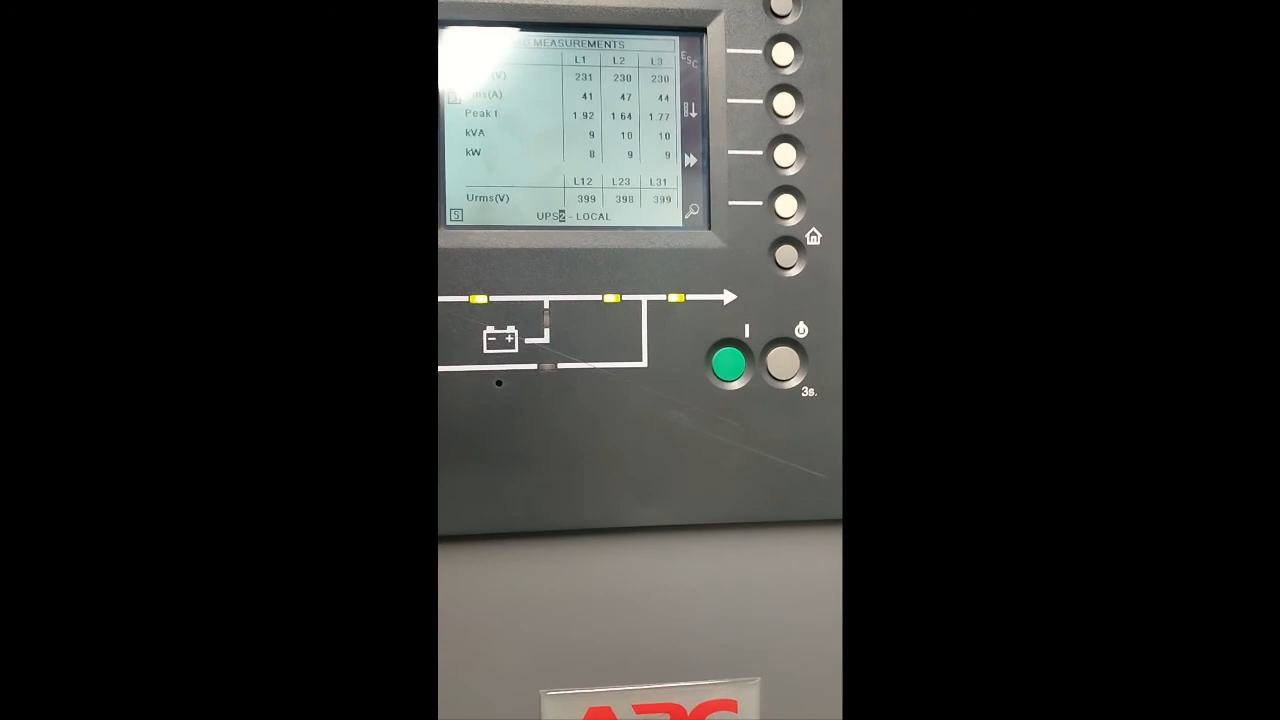 MEASUREMENTS
L1 L2 L3
(V) 231 230 230
(A) 41 47 44
Peak f 1.92 1 64 1.77
kVA 9 10 10
kW 8 9 9
L12 L23 L31
Urms(V) 399 398 399
S UPS2 - LOCAL
ESC
- +
I
3s.
APC